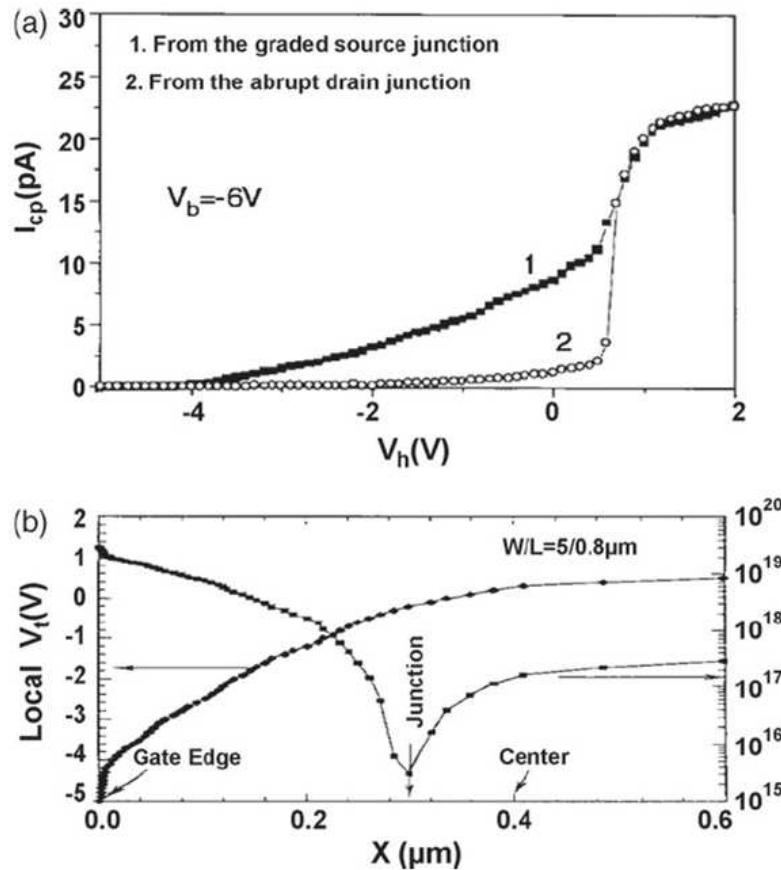 (a)
30
25
20
15
10
5
0
I_cp(pA)
1. From the graded source junction
2. From the abrupt drain junction
V_b=-6V
1
2
-4
-2
0
2
V_h(V)
(b)
2
1
0
-1
-2
-3
-4
-5
Local V_t(V)
W/L=5/0.8μm
Junction
Gate Edge
Center
10^20
10^19
10^18
10^17
10^16
10^15
0.0
0.2
0.4
0.6
X (μm)